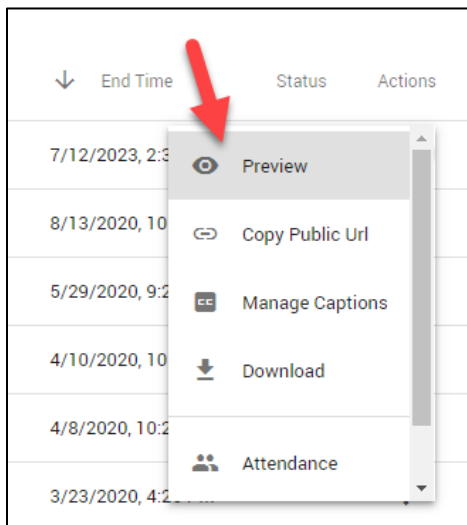 End Time Status Actions
7/12/2023, 2:3
Preview
8/13/2020, 10
Copy Public Url
5/29/2020, 9:2
CC
Manage Captions
4/10/2020, 10
Download
4/8/2020, 10:2
Attendance
3/23/2020, 4:2